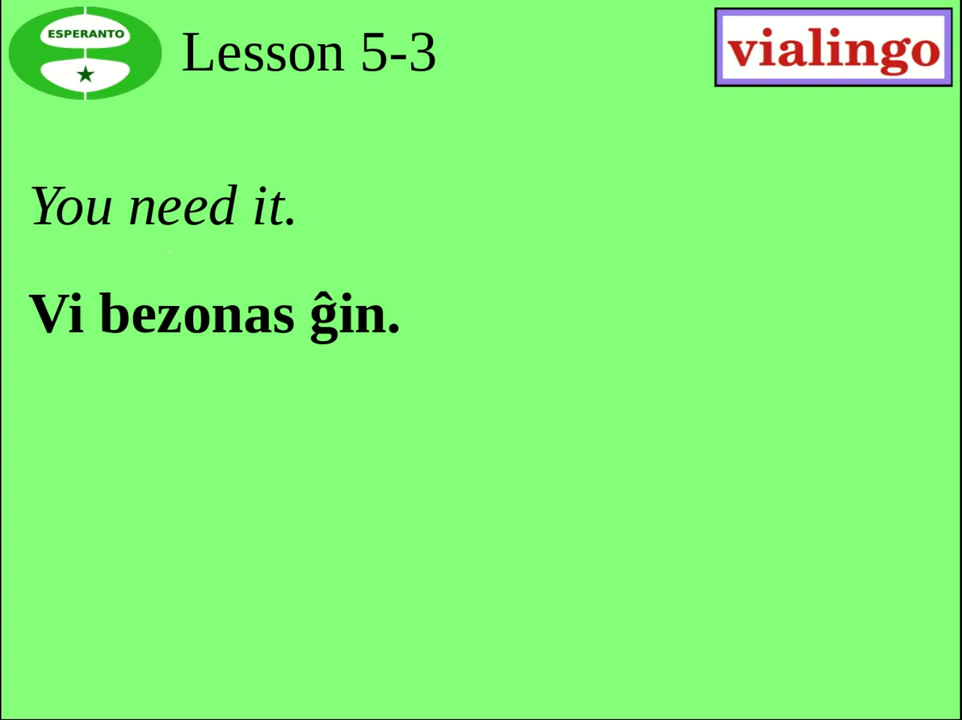 ESPERANTO
Lesson 5-3
vialingo
You need it.
Vi bezonas ĝin.